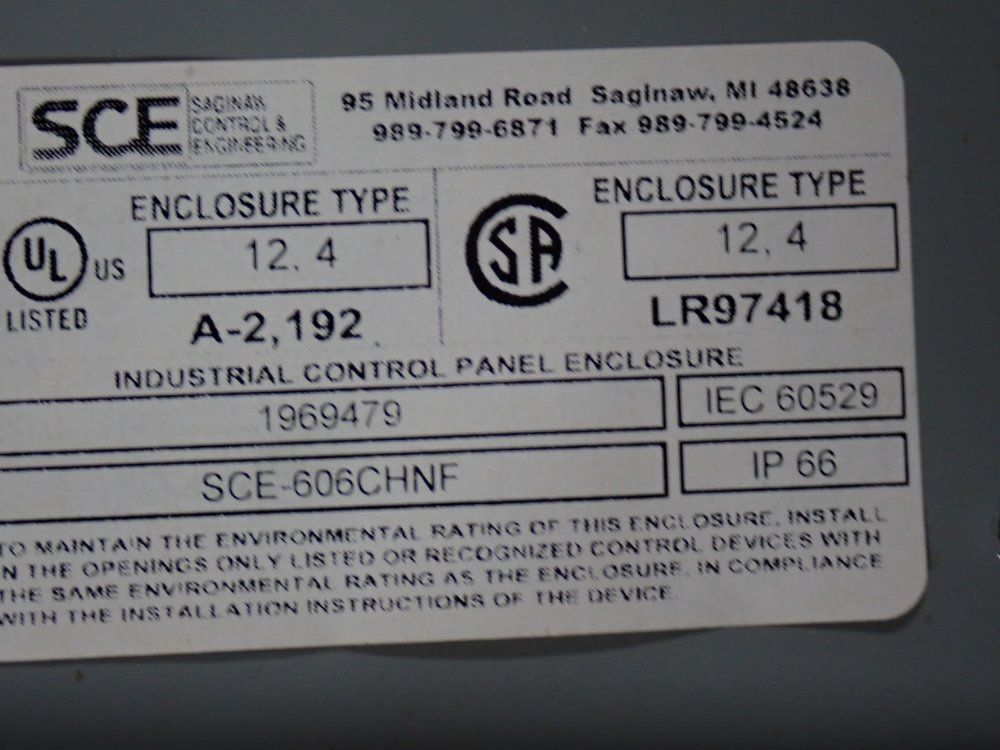 SCE
SAGINAW
CONTROL &
ENGINEERING
95 Midland Road Saginaw, MI 48638
989-799-6871 Fax 989-799-4524
UL US
LISTED
ENCLOSURE TYPE
12, 4
A-2,192
CSA
ENCLOSURE TYPE
12, 4
LR97418
INDUSTRIAL CONTROL PANEL ENCLOSURE
1969479
IEC 60529
SCE-606CHNF
IP 66
TO MAINTAIN THE ENVIRONMENTAL RATING OF THIS ENCLOSURE, INSTALL
N THE OPENINGS ONLY LISTED OR RECOGNIZED CONTROL DEVICES WITH
THE SAME ENVIRONMENTAL RATING AS THE ENCLOSURE, IN COMPLIANCE
WITH THE INSTALLATION INSTRUCTIONS OF THE DEVICE.